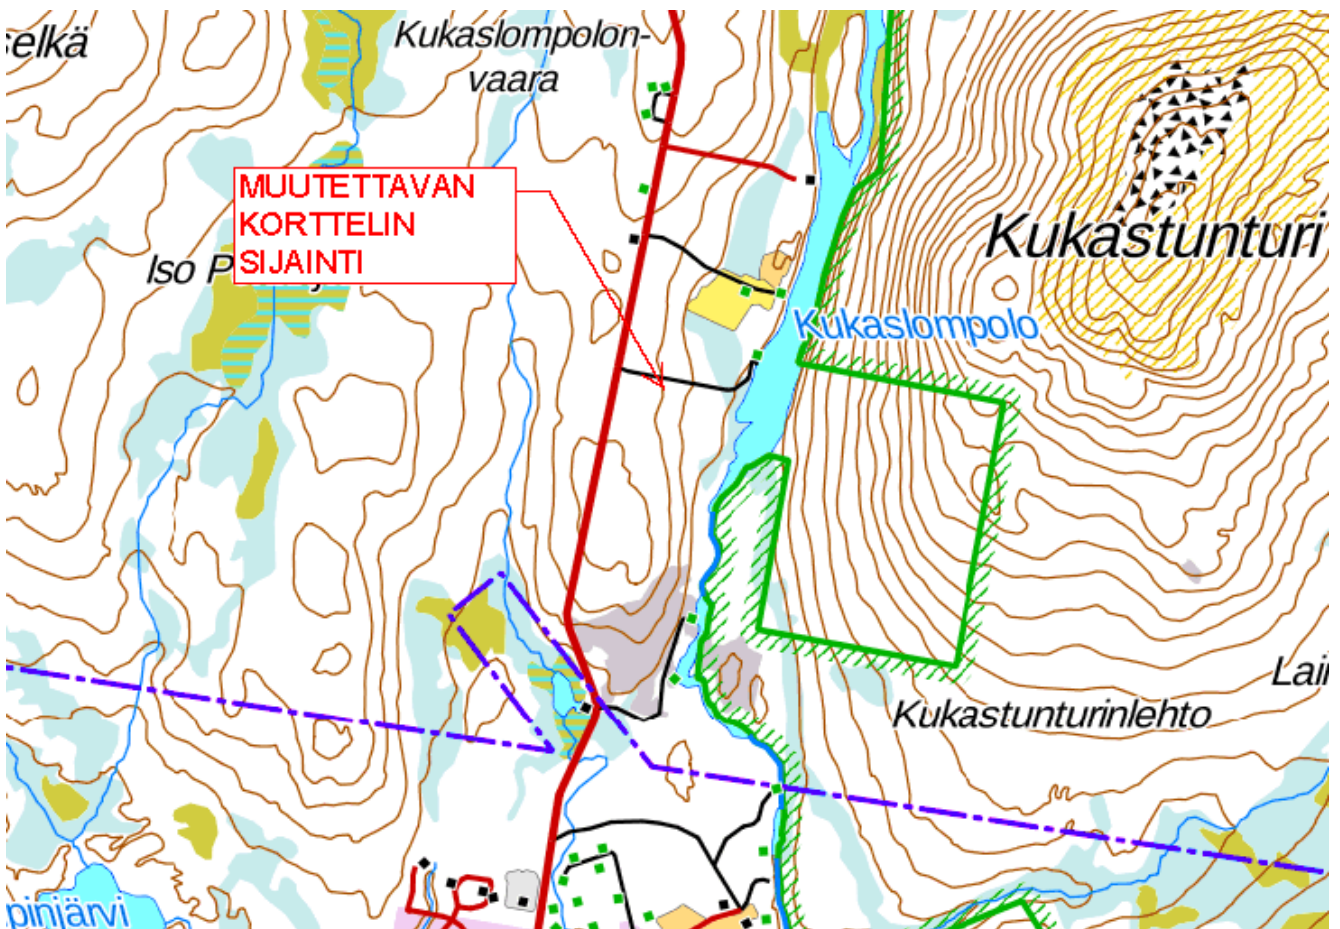 selkä
Kukaslompolon-
vaara
MUUTETTAVAN
KORTTELIN
SIJAINTI
Iso
Kukastunturi
Kukaslompolo
Kukastunturinlehto
Lai
pinjärvi